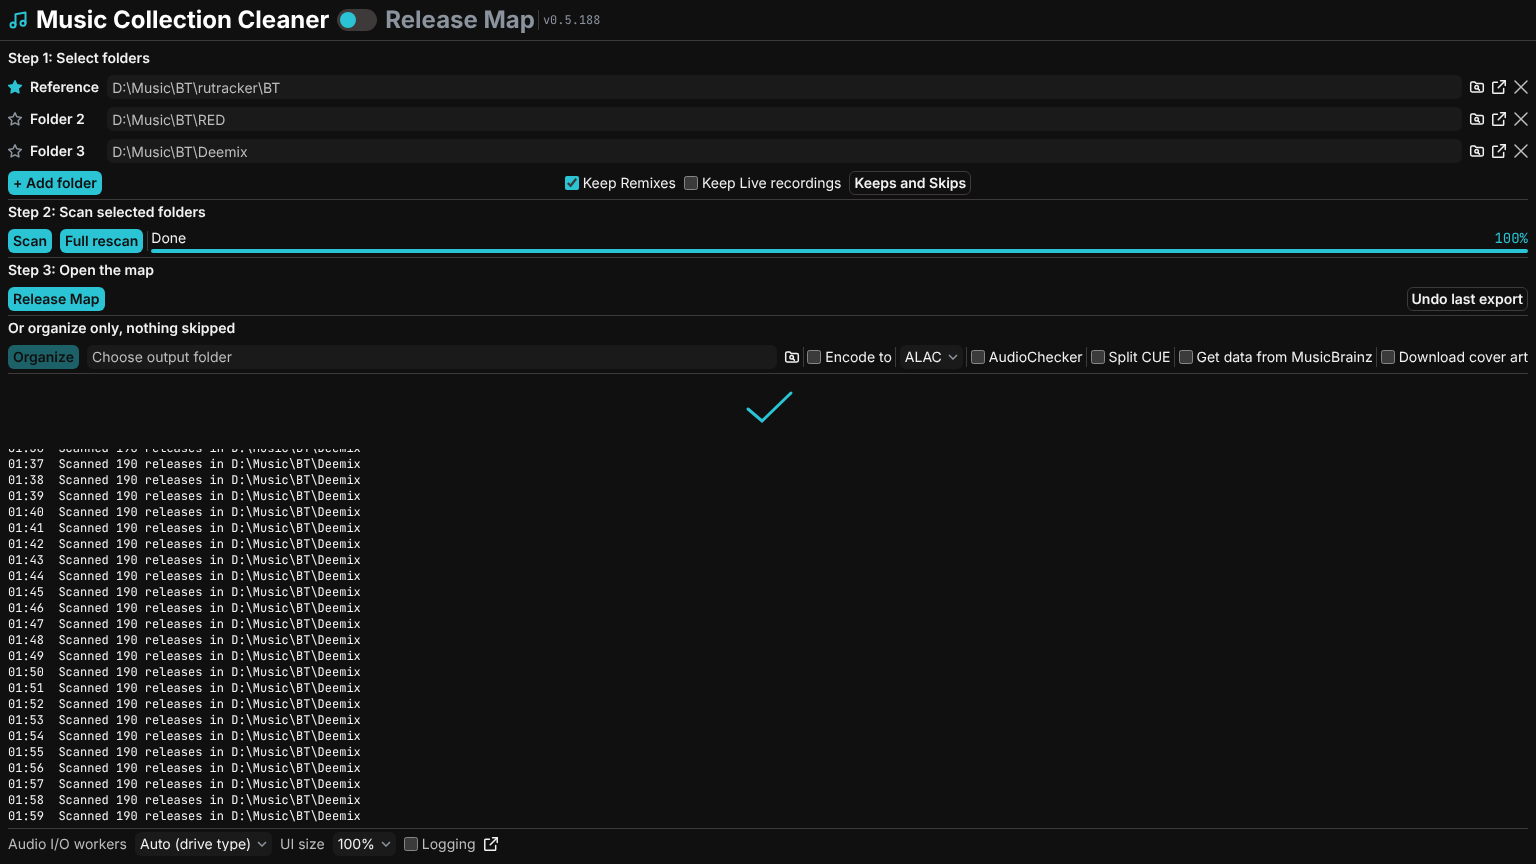 Music Collection Cleaner Release Map v0.5.188
Step 1: Select folders
Reference D:\Music\BT\rutracker\BT
Folder 2 D:\Music\BT\RED
Folder 3 D:\Music\BT\Deemix
+ Add folder Keep Remixes Keep Live recordings Keeps and Skips
Step 2: Scan selected folders
Scan Full rescan Done 100%
Step 3: Open the map
Release Map Undo last export
Or organize only, nothing skipped
Organize Choose output folder Encode to ALAC AudioChecker Split CUE Get data from MusicBrainz Download cover art
01:36 Scanned 190 releases in D:\Music\BT\Deemix
01:37 Scanned 190 releases in D:\Music\BT\Deemix
01:38 Scanned 190 releases in D:\Music\BT\Deemix
01:39 Scanned 190 releases in D:\Music\BT\Deemix
01:40 Scanned 190 releases in D:\Music\BT\Deemix
01:41 Scanned 190 releases in D:\Music\BT\Deemix
01:42 Scanned 190 releases in D:\Music\BT\Deemix
01:43 Scanned 190 releases in D:\Music\BT\Deemix
01:44 Scanned 190 releases in D:\Music\BT\Deemix
01:45 Scanned 190 releases in D:\Music\BT\Deemix
01:46 Scanned 190 releases in D:\Music\BT\Deemix
01:47 Scanned 190 releases in D:\Music\BT\Deemix
01:48 Scanned 190 releases in D:\Music\BT\Deemix
01:49 Scanned 190 releases in D:\Music\BT\Deemix
01:50 Scanned 190 releases in D:\Music\BT\Deemix
01:51 Scanned 190 releases in D:\Music\BT\Deemix
01:52 Scanned 190 releases in D:\Music\BT\Deemix
01:53 Scanned 190 releases in D:\Music\BT\Deemix
01:54 Scanned 190 releases in D:\Music\BT\Deemix
01:55 Scanned 190 releases in D:\Music\BT\Deemix
01:56 Scanned 190 releases in D:\Music\BT\Deemix
01:57 Scanned 190 releases in D:\Music\BT\Deemix
01:58 Scanned 190 releases in D:\Music\BT\Deemix
01:59 Scanned 190 releases in D:\Music\BT\Deemix
Audio I/O workers Auto (drive type) UI size 100% Logging